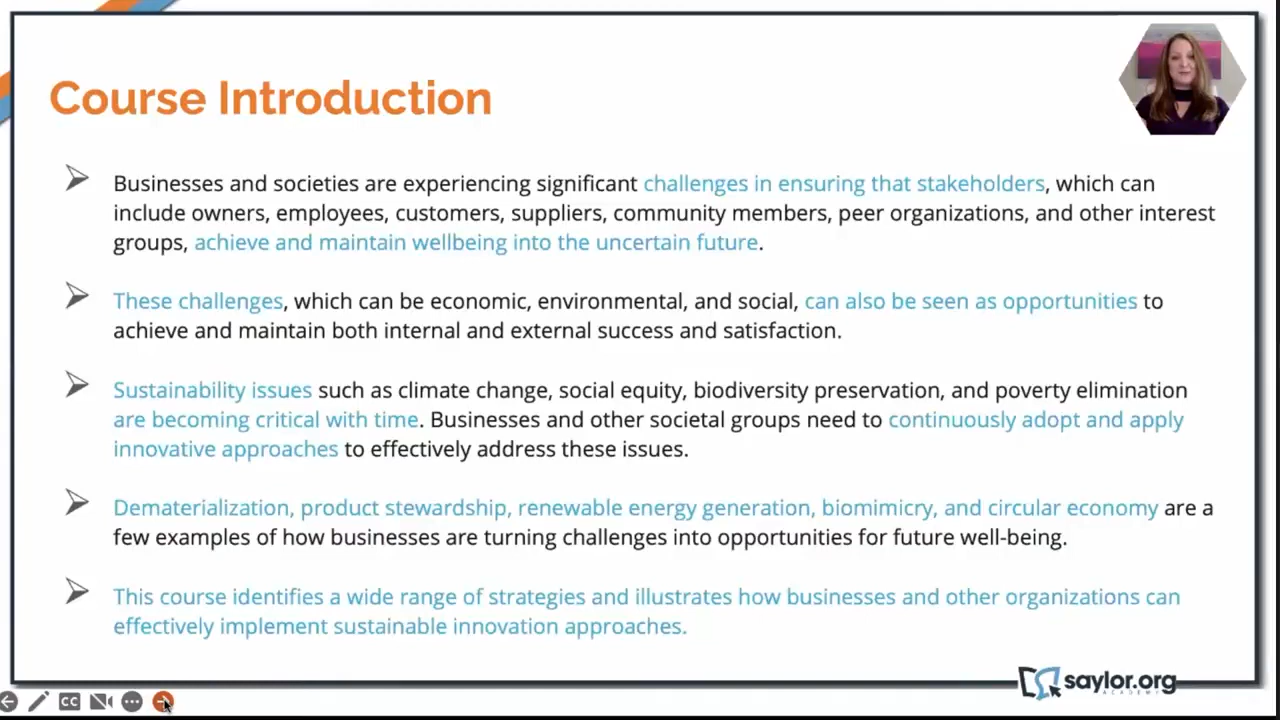 Course Introduction
Businesses and societies are experiencing significant challenges in ensuring that stakeholders, which can
include owners, employees, customers, suppliers, community members, peer organizations, and other interest
groups, achieve and maintain wellbeing into the uncertain future.
These challenges, which can be economic, environmental, and social, can also be seen as opportunities to
achieve and maintain both internal and external success and satisfaction.
Sustainability issues such as climate change, social equity, biodiversity preservation, and poverty elimination
are becoming critical with time. Businesses and other societal groups need to continuously adopt and apply
innovative approaches to effectively address these issues.
Dematerialization, product stewardship, renewable energy generation, biomimicry, and circular economy are a
few examples of how businesses are turning challenges into opportunities for future well-being.
This course identifies a wide range of strategies and illustrates how businesses and other organizations can
effectively implement sustainable innovation approaches.
saylor.org
ACADEMY
CC